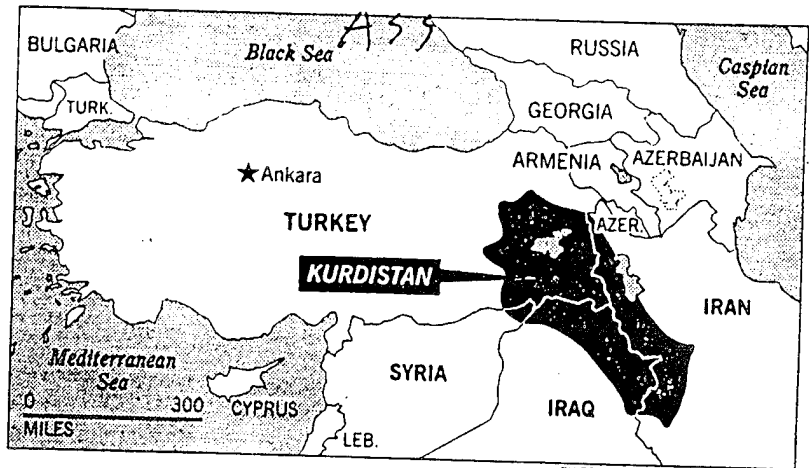 Ass
BULGARIA
Black Sea
RUSSIA
Caspian
Sea
TURK.
GEORGIA
ARMENIA
AZERBAIJAN
★ Ankara
TURKEY
AZER.
KURDISTAN
IRAN
Mediterranean
Sea
SYRIA
0 300
MILES
CYPRUS
LEB.
IRAQ